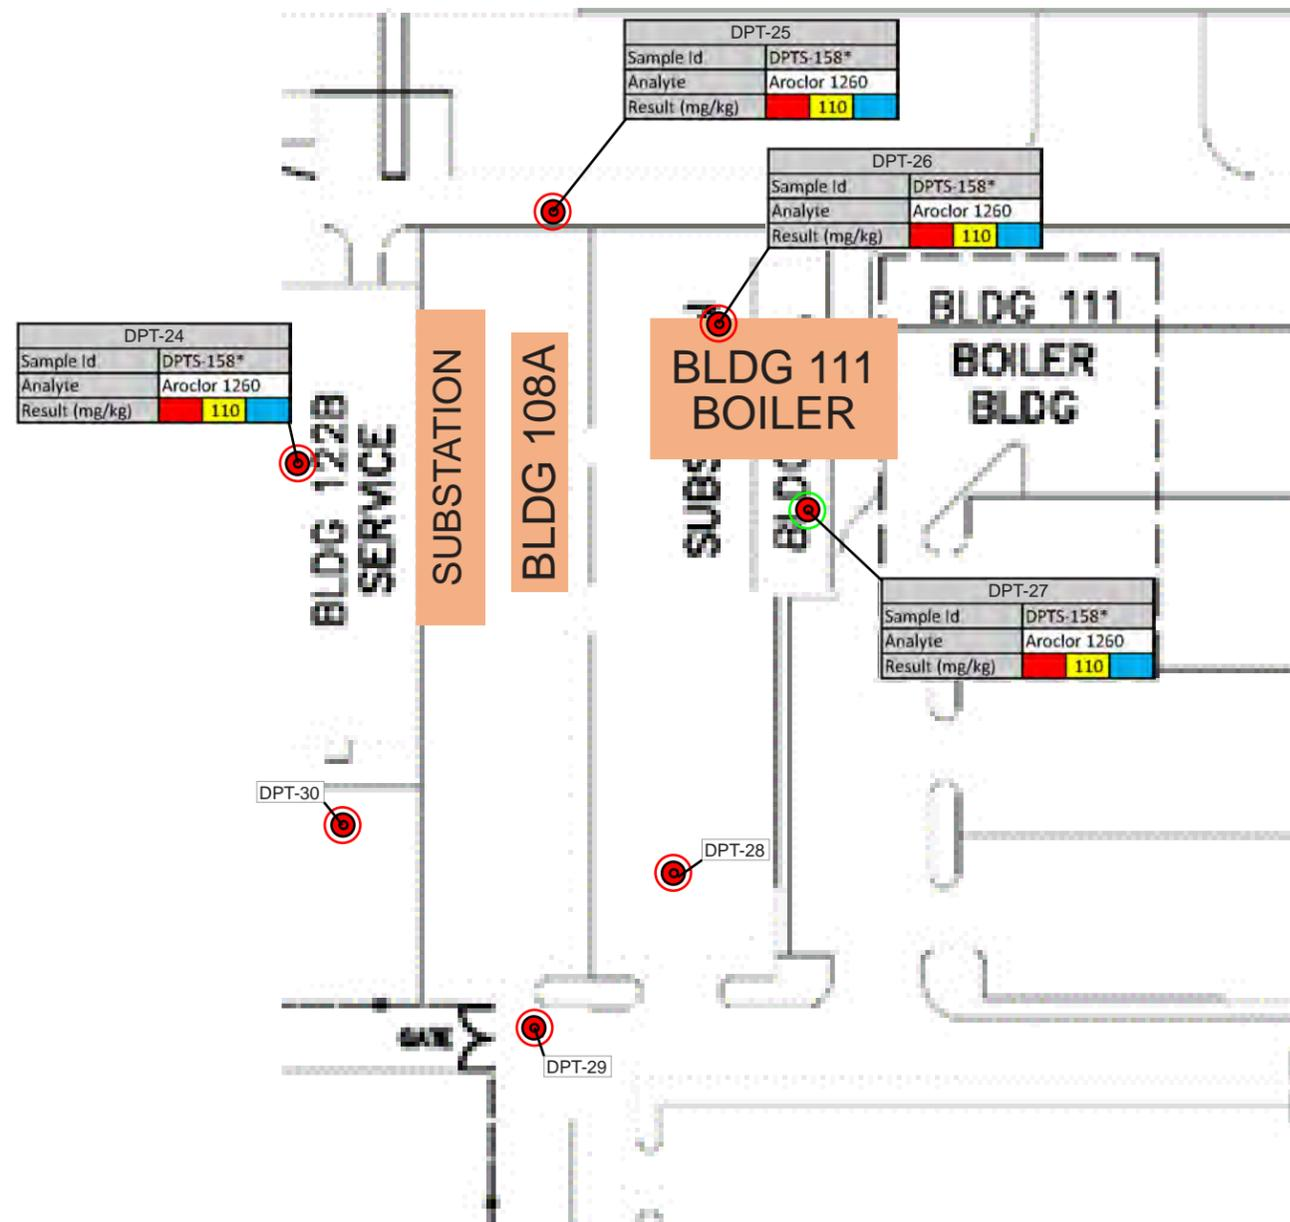 DPT-25
Sample Id DPTS-158*
Analyte Aroclor 1260
Result (mg/kg) 110
DPT-26
Sample Id DPTS-158*
Analyte Aroclor 1260
Result (mg/kg) 110
DPT-24
Sample Id DPTS-158*
Analyte Aroclor 1260
Result (mg/kg) 110
BLDG 122B
SERVICE
SUBSTATION
BLDG 108A
BLDG 111
BOILER
BLDG 111
BOILER
BLDG
SUBS
BLDG
DPT-27
Sample Id DPTS-158*
Analyte Aroclor 1260
Result (mg/kg) 110
DPT-30
DPT-28
GATE
DPT-29